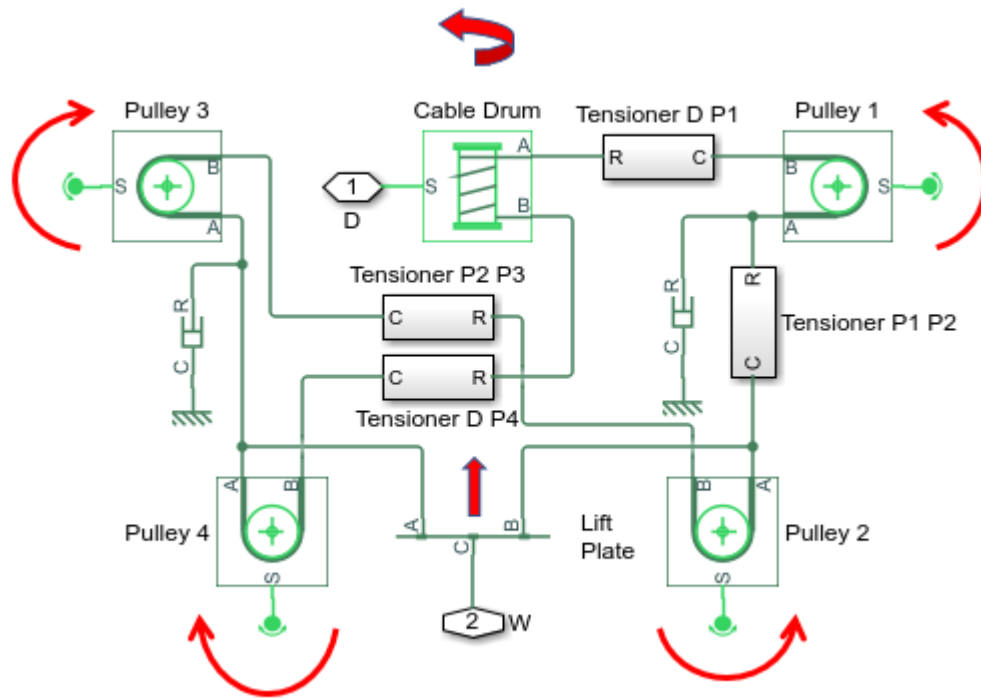 Pulley 3
Cable Drum
Tensioner D P1
Pulley 1
B
S
A
1
D
S
A
B
R
C
B
S
A
Tensioner P2 P3
C
R
R
C
R
C
R
C
Tensioner P1 P2
C
R
Tensioner D P4
A
B
Pulley 4
S
A
B
C
Lift
Plate
2
W
B
A
Pulley 2
S